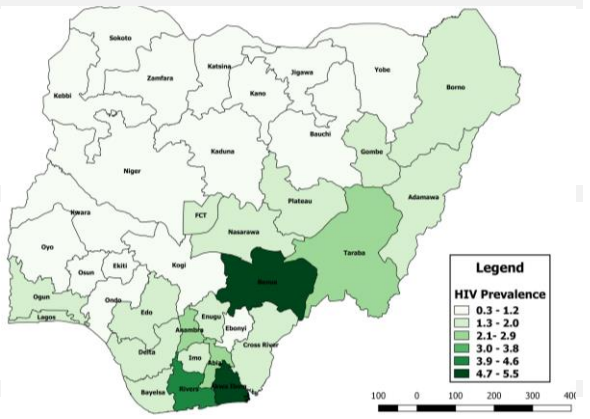 Sokoto
Katsina
Jigawa
Yobe
Zamfara
Kebbi
Kano
Borno
Bauchi
Kaduna
Gombe
Niger
Adamawa
Plateau
Kwara
FCT
Nasarawa
Oyo
Taraba
Kogi
Osun
Ekiti
Benue
Ogun
Ondo
Edo
Enugu
Lagos
Anambra
Ebonyi
Cross River
Delta
Imo
Abia
Rivers
Bayelsa
Legend
HIV Prevalence
0.3 - 1.2
1.3 - 2.0
2.1- 2.9
3.0 - 3.8
3.9 - 4.6
4.7 - 5.5
100 0 100 200 300 400